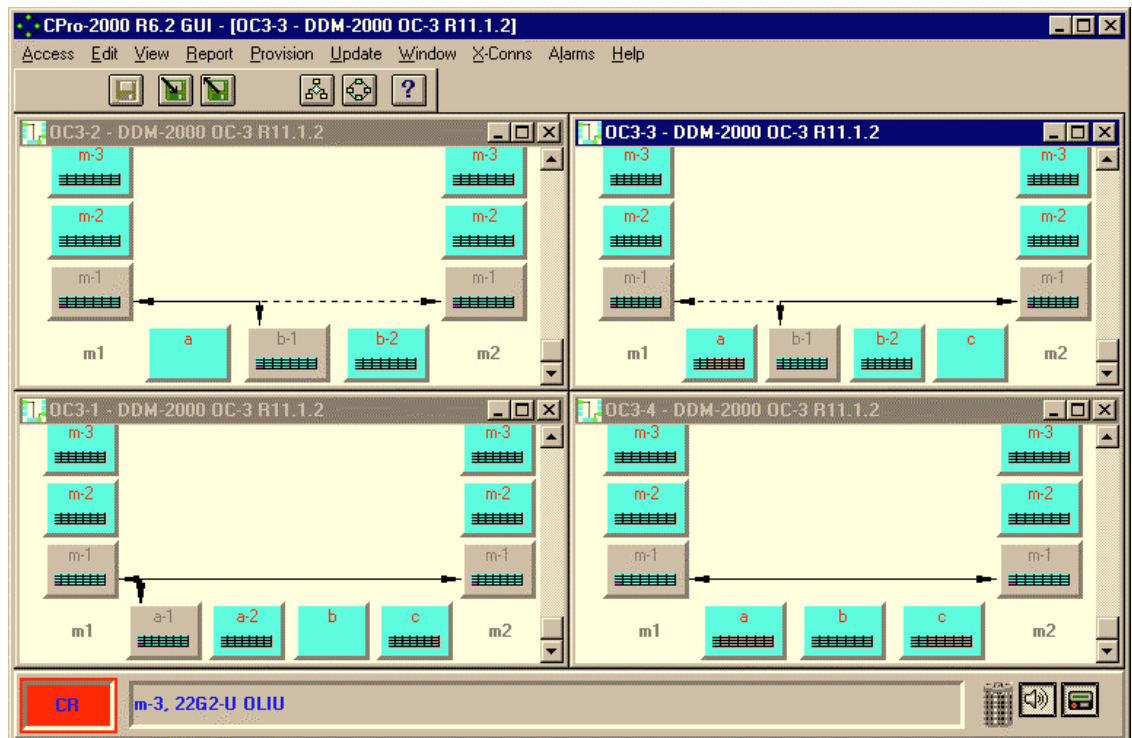 CPro-2000 R6.2 GUI - [OC3-3 - DDM-2000 OC-3 R11.1.2]
Access Edit View Report Provision Update Window X-Conns Alarms Help
?
OC3-2 - DDM-2000 OC-3 R11.1.2
m-3 m-3
m-2 m-2
m-1 m-1
m1 a b-1 b-2 m2
OC3-3 - DDM-2000 OC-3 R11.1.2
m-3 m-3
m-2 m-2
m-1 m-1
m1 a b-1 b-2 c m2
OC3-1 - DDM-2000 OC-3 R11.1.2
m-3 m-3
m-2 m-2
m-1 m-1
m1 a-1 a-2 b c m2
OC3-4 - DDM-2000 OC-3 R11.1.2
m-3 m-3
m-2 m-2
m-1 m-1
m1 a b c m2
CR m-3, 22G2-U OLIU